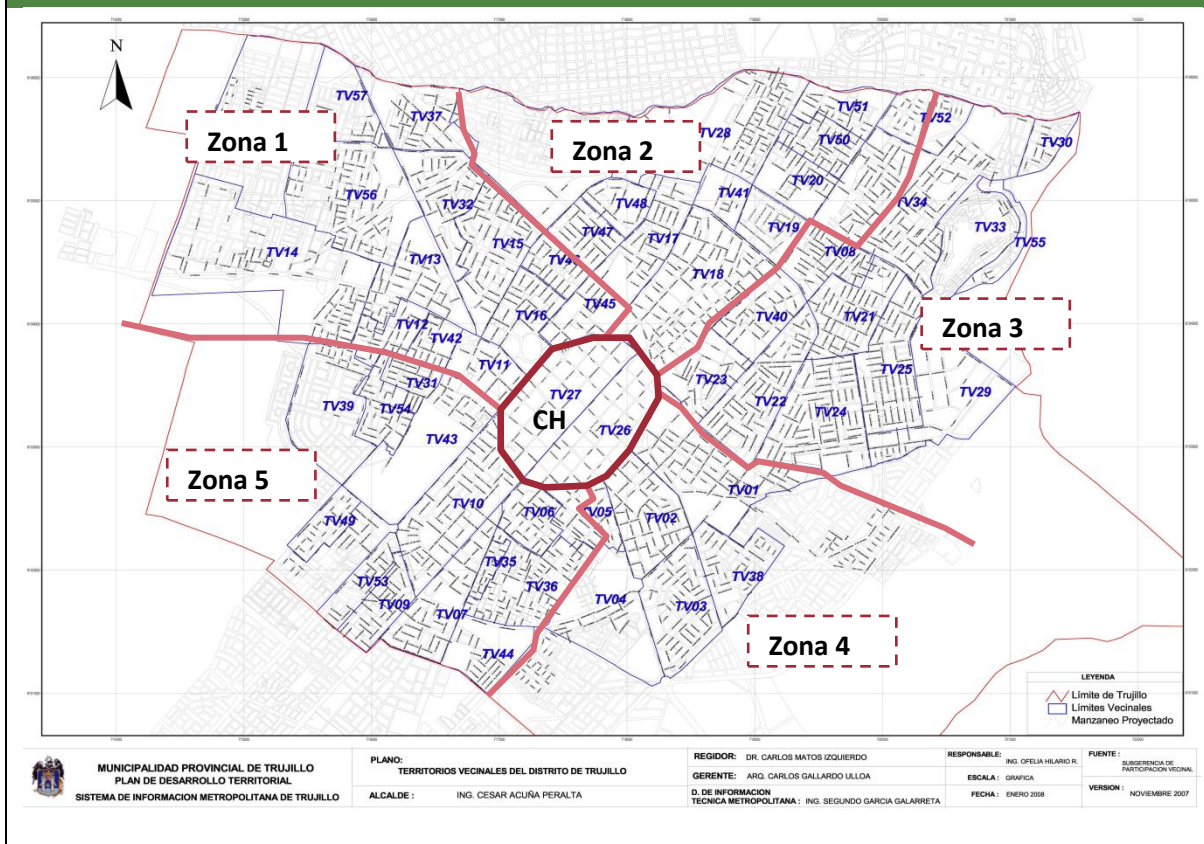 N
TV57
TV37
TV51
TV52
TV28
TV50
TV30
Zona 1
Zona 2
TV20
TV56
TV32
TV48
TV41
TV34
TV47
TV17
TV19
TV33
TV55
TV14
TV13
TV15
TV08
TV18
TV45
TV16
TV40
TV21
Zona 3
TV12
TV42
TV11
TV31
TV23
TV25
TV39
TV54
TV27
TV22
TV24
TV29
CH
TV43
TV26
Zona 5
TV10
TV01
TV49
TV06
TV05
TV02
TV35
TV53
TV36
TV38
TV09
TV07
TV04
TV03
TV44
Zona 4
LEYENDA
Límite de Trujillo
Límites Vecinales
Manzaneo Proyectado
MUNICIPALIDAD PROVINCIAL DE TRUJILLO
PLAN DE DESARROLLO TERRITORIAL
SISTEMA DE INFORMACION METROPOLITANA DE TRUJILLO
PLANO:
TERRITORIOS VECINALES DEL DISTRITO DE TRUJILLO
ALCALDE : ING. CESAR ACUÑA PERALTA
REGIDOR: DR. CARLOS MATOS IZQUIERDO
GERENTE: ARQ. CARLOS GALLARDO ULLOA
D. DE INFORMACION
TECNICA METROPOLITANA : ING. SEGUNDO GARCIA GALARRETA
RESPONSABLE:
ING. OFELIA HILARIO R.
ESCALA : GRAFICA
FECHA : ENERO 2008
FUENTE :
SUBGERENCIA DE
PARTICIPACION VECINAL
VERSION : NOVIEMBRE 2007